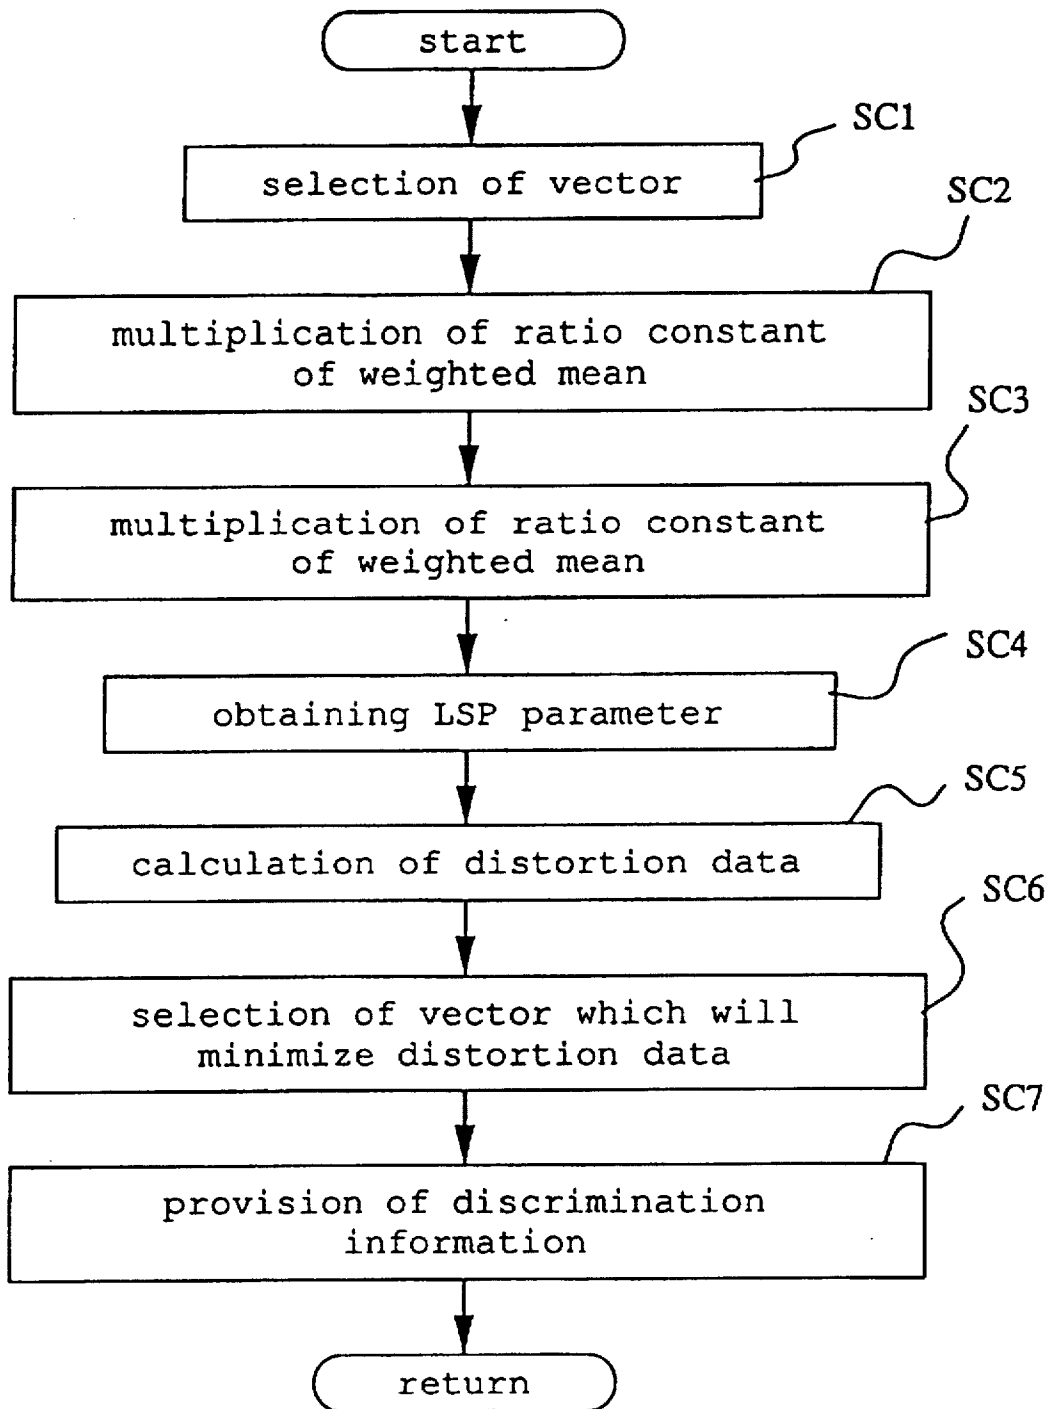 start
SC1
selection of vector
SC2
multiplication of ratio constant
of weighted mean
SC3
multiplication of ratio constant
of weighted mean
SC4
obtaining LSP parameter
SC5
calculation of distortion data
SC6
selection of vector which will
minimize distortion data
SC7
provision of discrimination
information
return